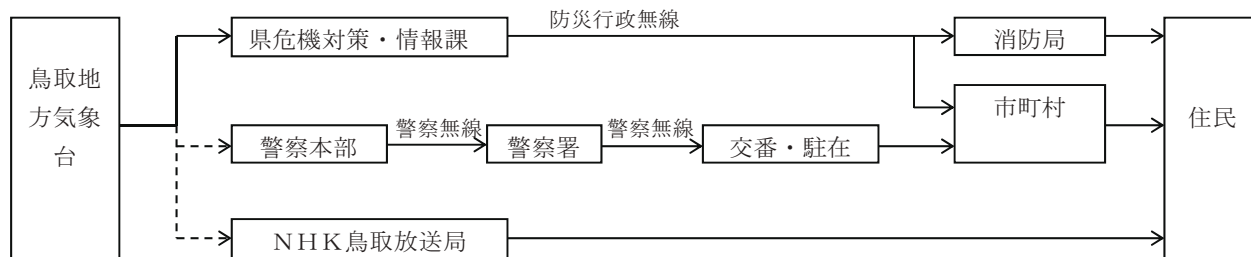 防災行政無線
県危機対策・情報課
消防局
鳥取地
方気象
台
市町村
住民
警察無線
警察無線
警察本部
警察署
交番・駐在
ＮＨＫ鳥取放送局